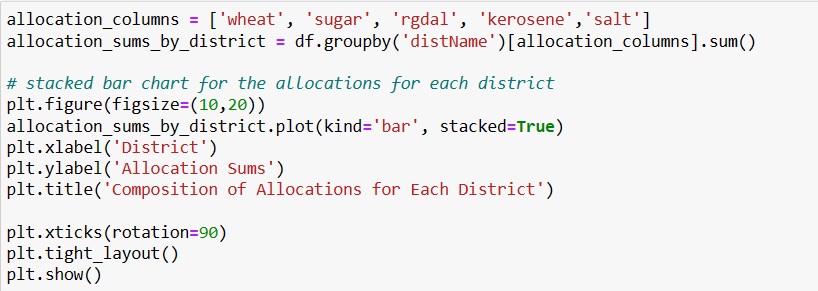 allocation_columns = ['wheat', 'sugar', 'rgdal', 'kerosene','salt']
allocation_sums_by_district = df.groupby('distName')[allocation_columns].sum()
# stacked bar chart for the allocations for each district
plt.figure(figsize=(10,20))
allocation_sums_by_district.plot(kind='bar', stacked=True)
plt.xlabel('District')
plt.ylabel('Allocation Sums')
plt.title('Composition of Allocations for Each District')
plt.xticks(rotation=90)
plt.tight_layout()
plt.show()